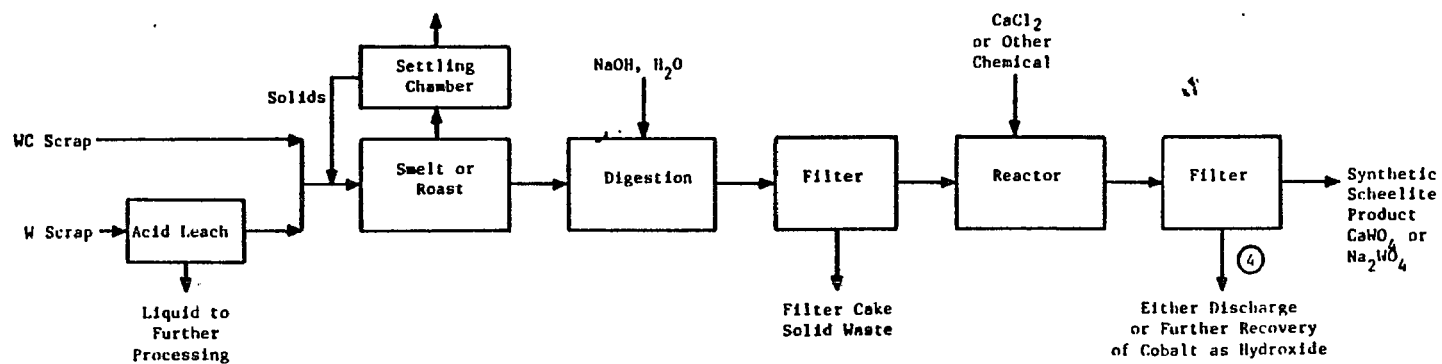 CaCl2
or Other
Chemical
Settling
Chamber
NaOH, H2O
Solids
WC Scrap
Smelt or
Roast
Digestion
Filter
Reactor
Filter
Synthetic
Scheelite
Product
CaWO4 or
Na2WO4
W Scrap
Acid Leach
4
Liquid to
Further
Processing
Filter Cake
Solid Waste
Either Discharge
or Further Recovery
of Cobalt as Hydroxide